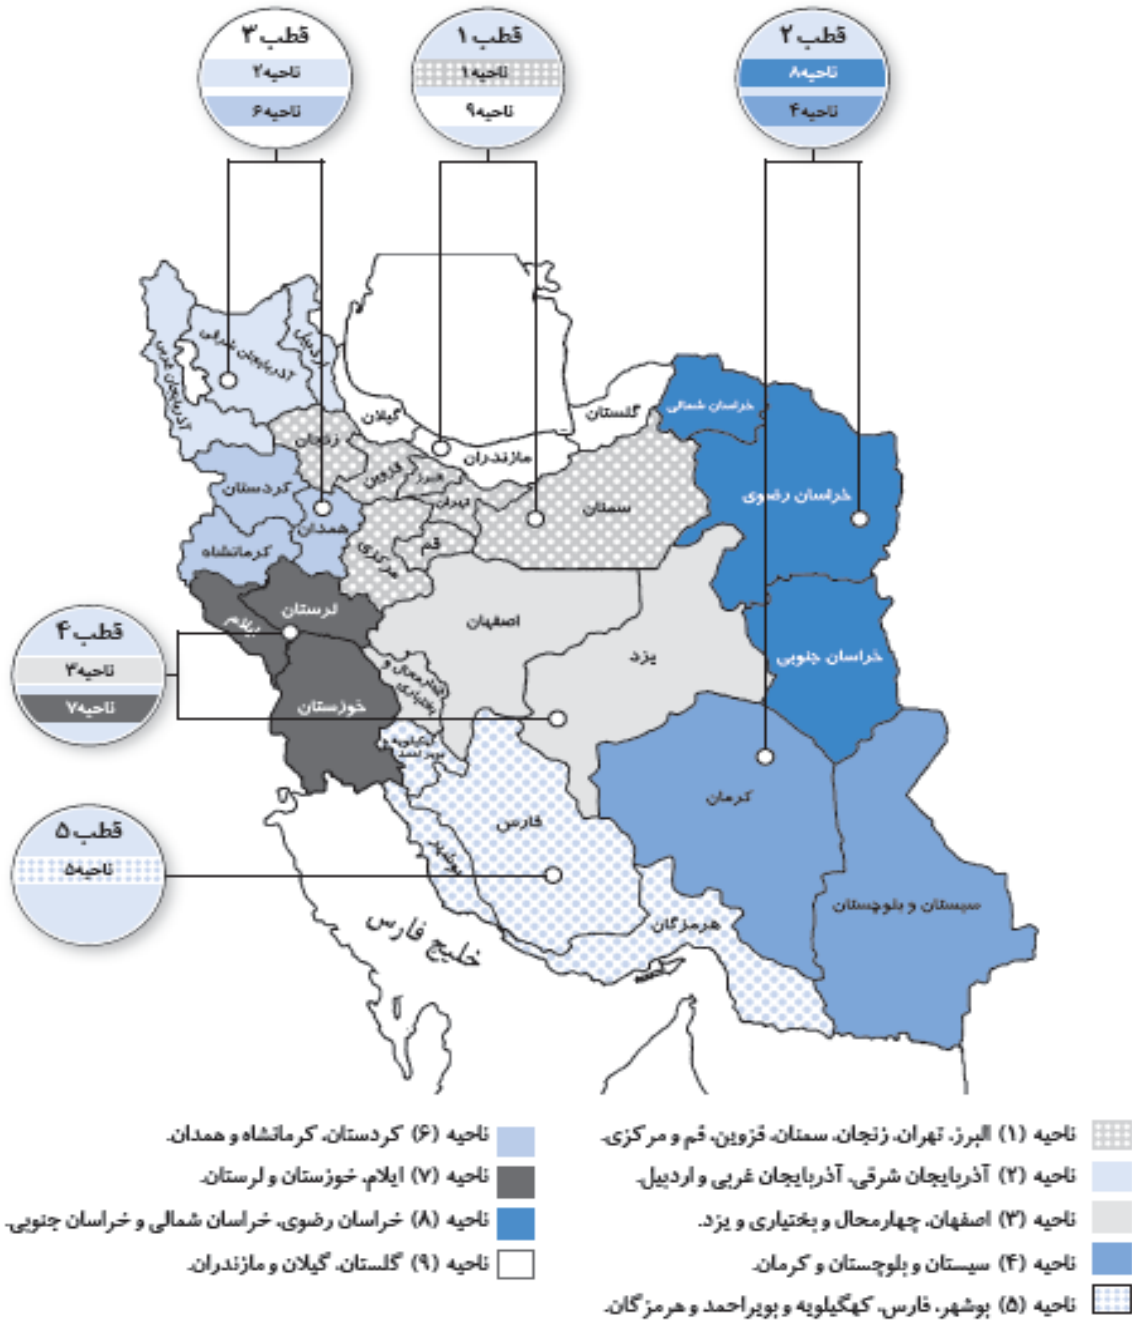 قطب ۳
ناحیه۲
ناحیه۶
قطب ۱
ناحیه۱
ناحیه۹
قطب ۲
ناحیه۸
ناحیه۴
قطب ۴
ناحیه۳
ناحیه۷
قطب ۵
ناحیه۵
آذربایجان غربی
آذربایجان شرقی
اردبیل
گیلان
مازندران
گلستان
خراسان شمالی
خراسان رضوی
خراسان جنوبی
زنجان
قزوین
البرز
تهران
سمنان
قم
مرکزی
کردستان
همدان
کرمانشاه
لرستان
ایلام
خوزستان
اصفهان
یزد
چهارمحال و
بختیاری
کهگیلویه و
بویر احمد
فارس
بوشهر
هرمزگان
کرمان
سیستان و بلوچستان
خلیج فارس
ناحیه (۱) البرز، تهران، زنجان، سمنان، قزوین، قم و مرکزی.
ناحیه (۲) آذربایجان شرقی، آذربایجان غربی و اردبیل.
ناحیه (۳) اصفهان، چهارمحال و بختیاری و یزد.
ناحیه (۴) سیستان و بلوچستان و کرمان.
ناحیه (۵) بوشهر، فارس، کهگیلویه و بویراحمد و هرمزگان.
ناحیه (۶) کردستان، کرمانشاه و همدان.
ناحیه (۷) ایلام، خوزستان و لرستان.
ناحیه (۸) خراسان رضوی، خراسان شمالی و خراسان جنوبی.
ناحیه (۹) گلستان، گیلان و مازندران.